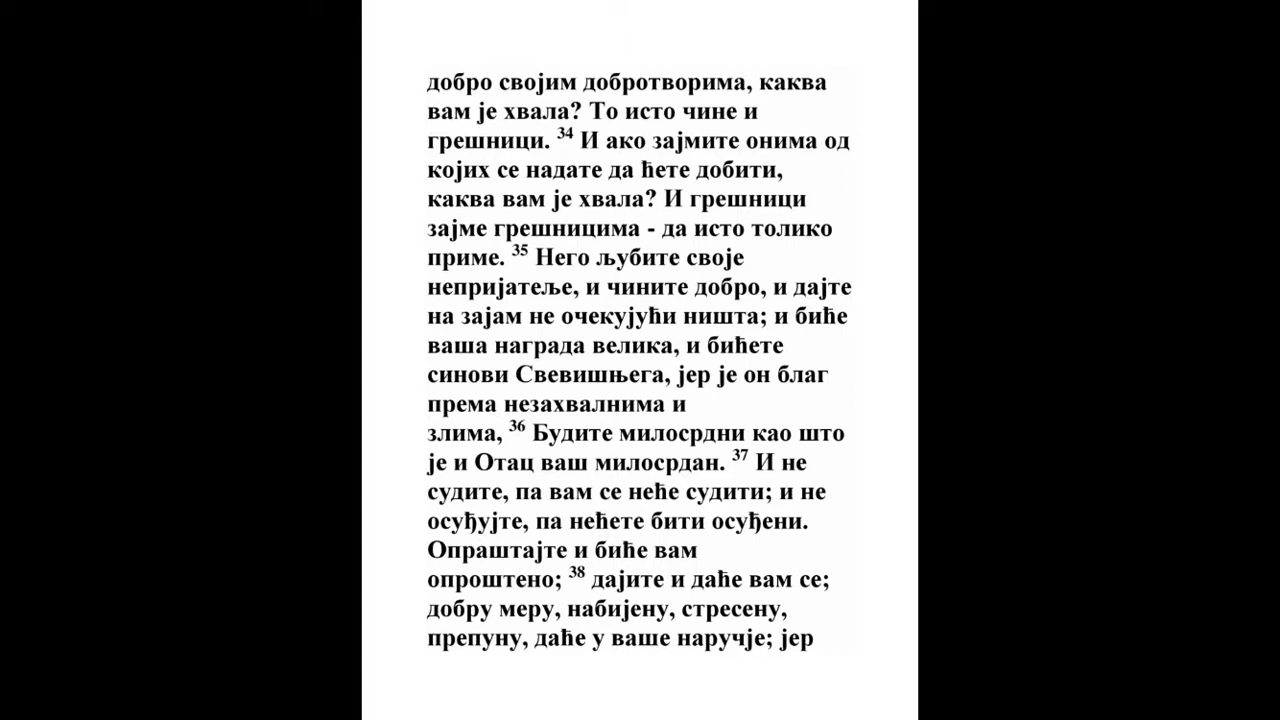 добро својим добротворима, каква
вам је хвала? То исто чине и
грешници. 34 И ако зајмите онима од
којих се надате да ћете добити,
каква вам је хвала? И грешници
зајме грешницима - да исто толико
приме. 35 Него љубите своје
непријатеље, и чините добро, и дајте
на зајам не очекујући ништа; и биће
ваша награда велика, и бићете
синови Свевишњега, јер је он благ
према незахвалнима и
злима, 36 Будите милосрдни као што
је и Отац ваш милосрдан. 37 И не
судите, па вам се неће судити; и не
осуђујте, па нећете бити осуђени.
Опраштајте и биће вам
опроштено; 38 дајите и даће вам се;
добру меру, набијену, стресену,
препуну, даће у ваше наручје; јер